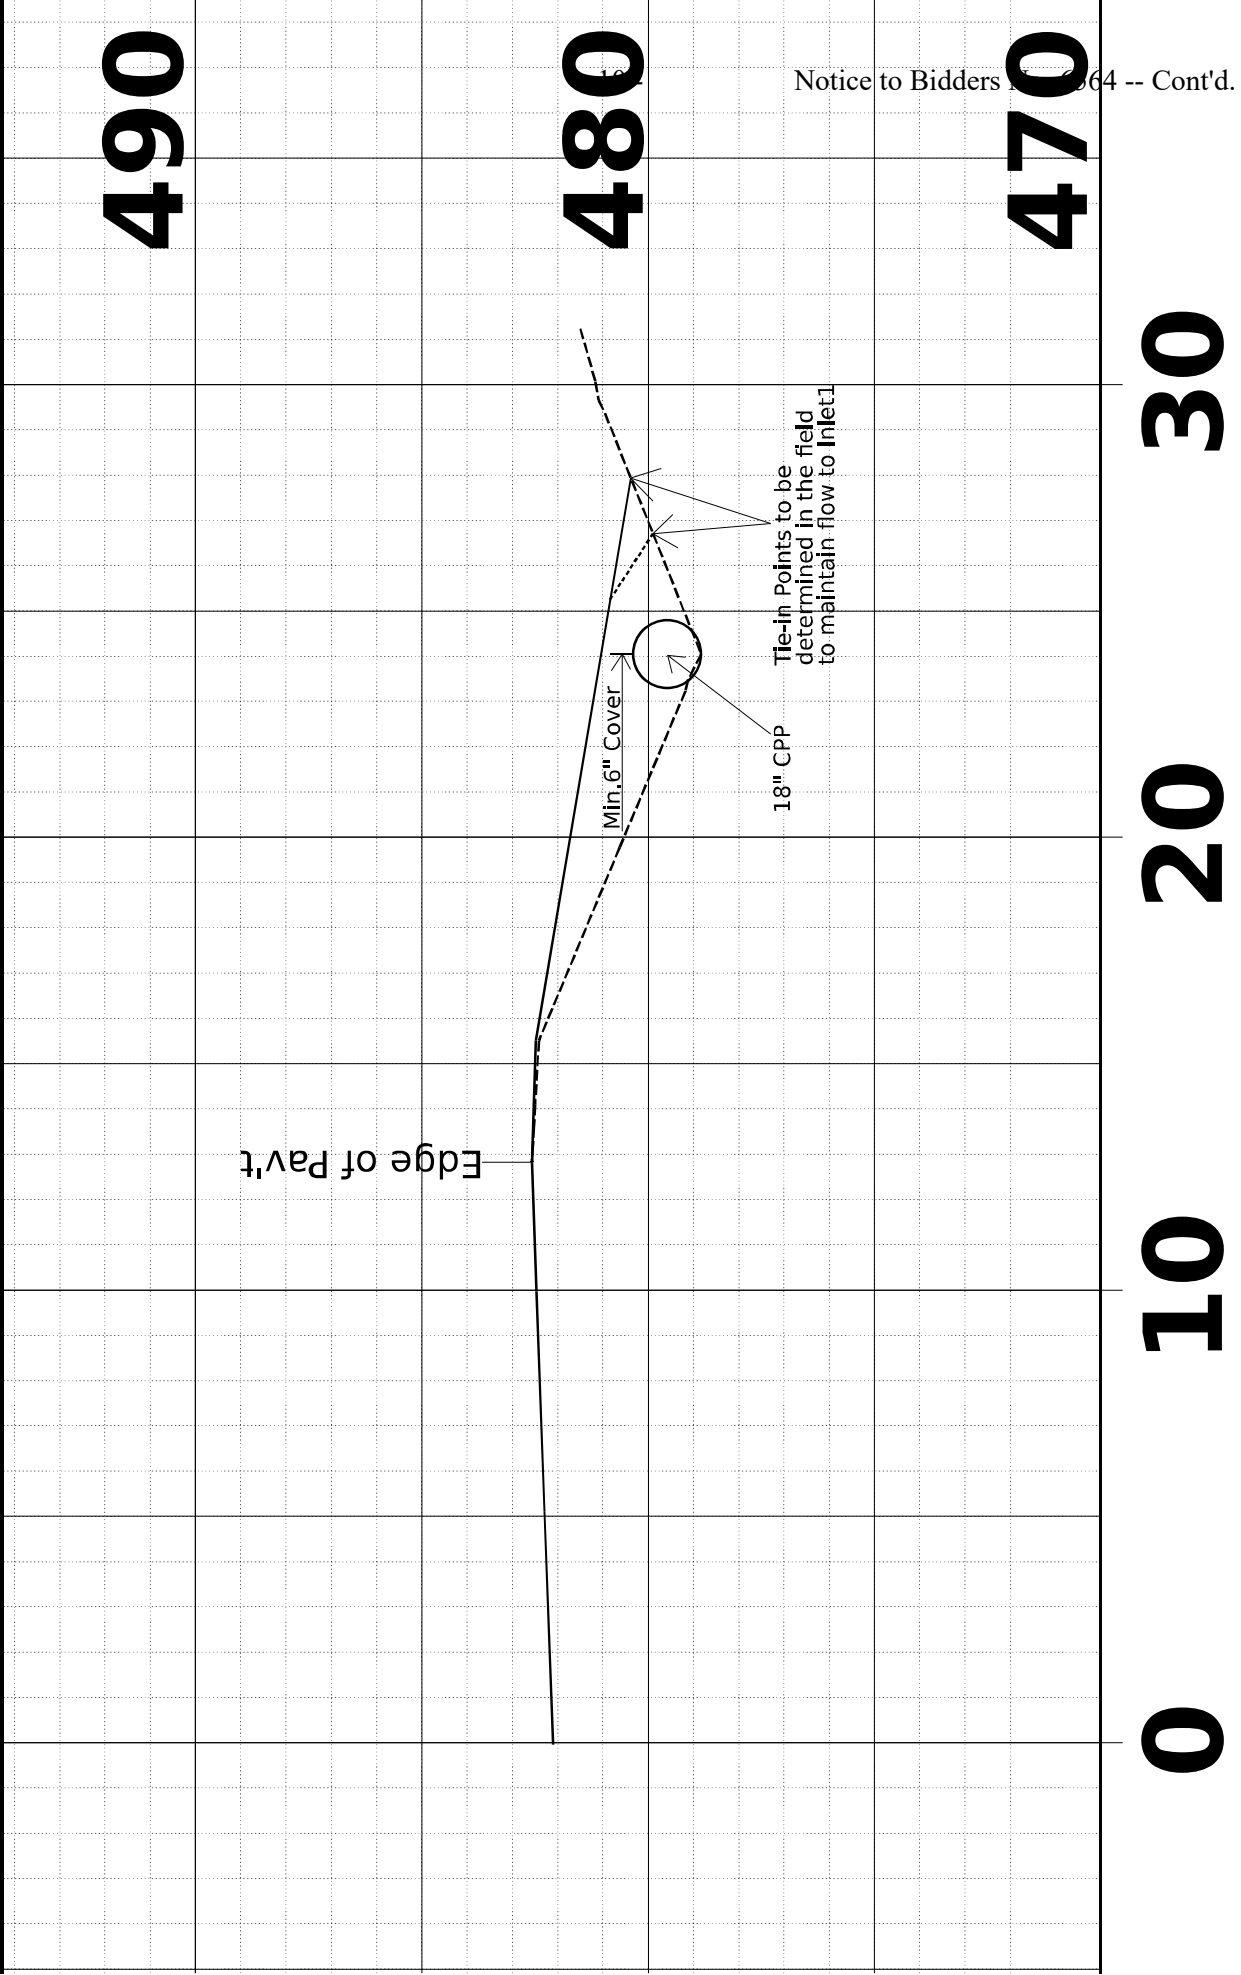 Notice to Bidders
64 -- Cont'd.
490
480
470
30
20
10
0
Tie-in Points to be
determined in the field
to maintain flow to Inlet1
Min.6" Cover
18" CPP
Edge of Pav't